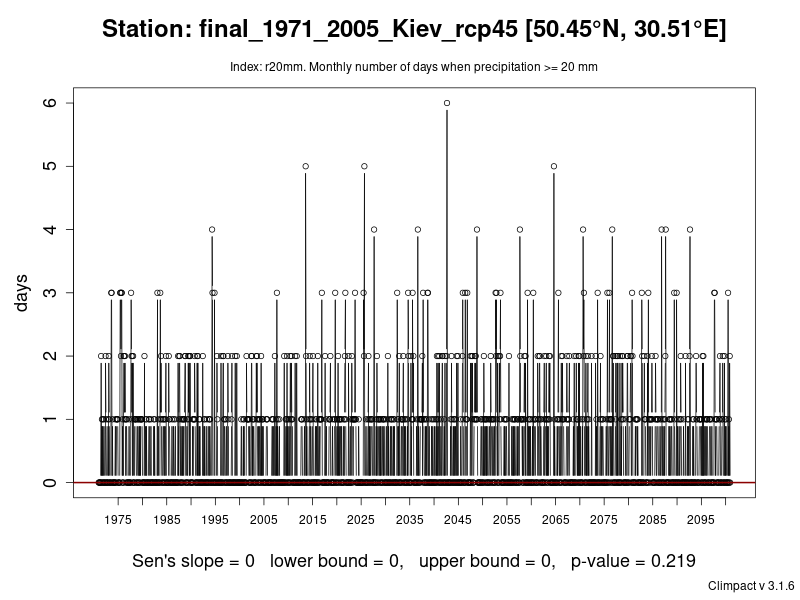 Station: final_1971_2005_Kiev_rcp45 [50.45°N, 30.51°E]
Index: r20mm. Monthly number of days when precipitation >= 20 mm
6
5
4
3
2
1
0
days
1975 1985 1995 2005 2015 2025 2035 2045 2055 2065 2075 2085 2095
Sen's slope = 0 lower bound = 0, upper bound = 0, p-value = 0.219
Climpact v 3.1.6